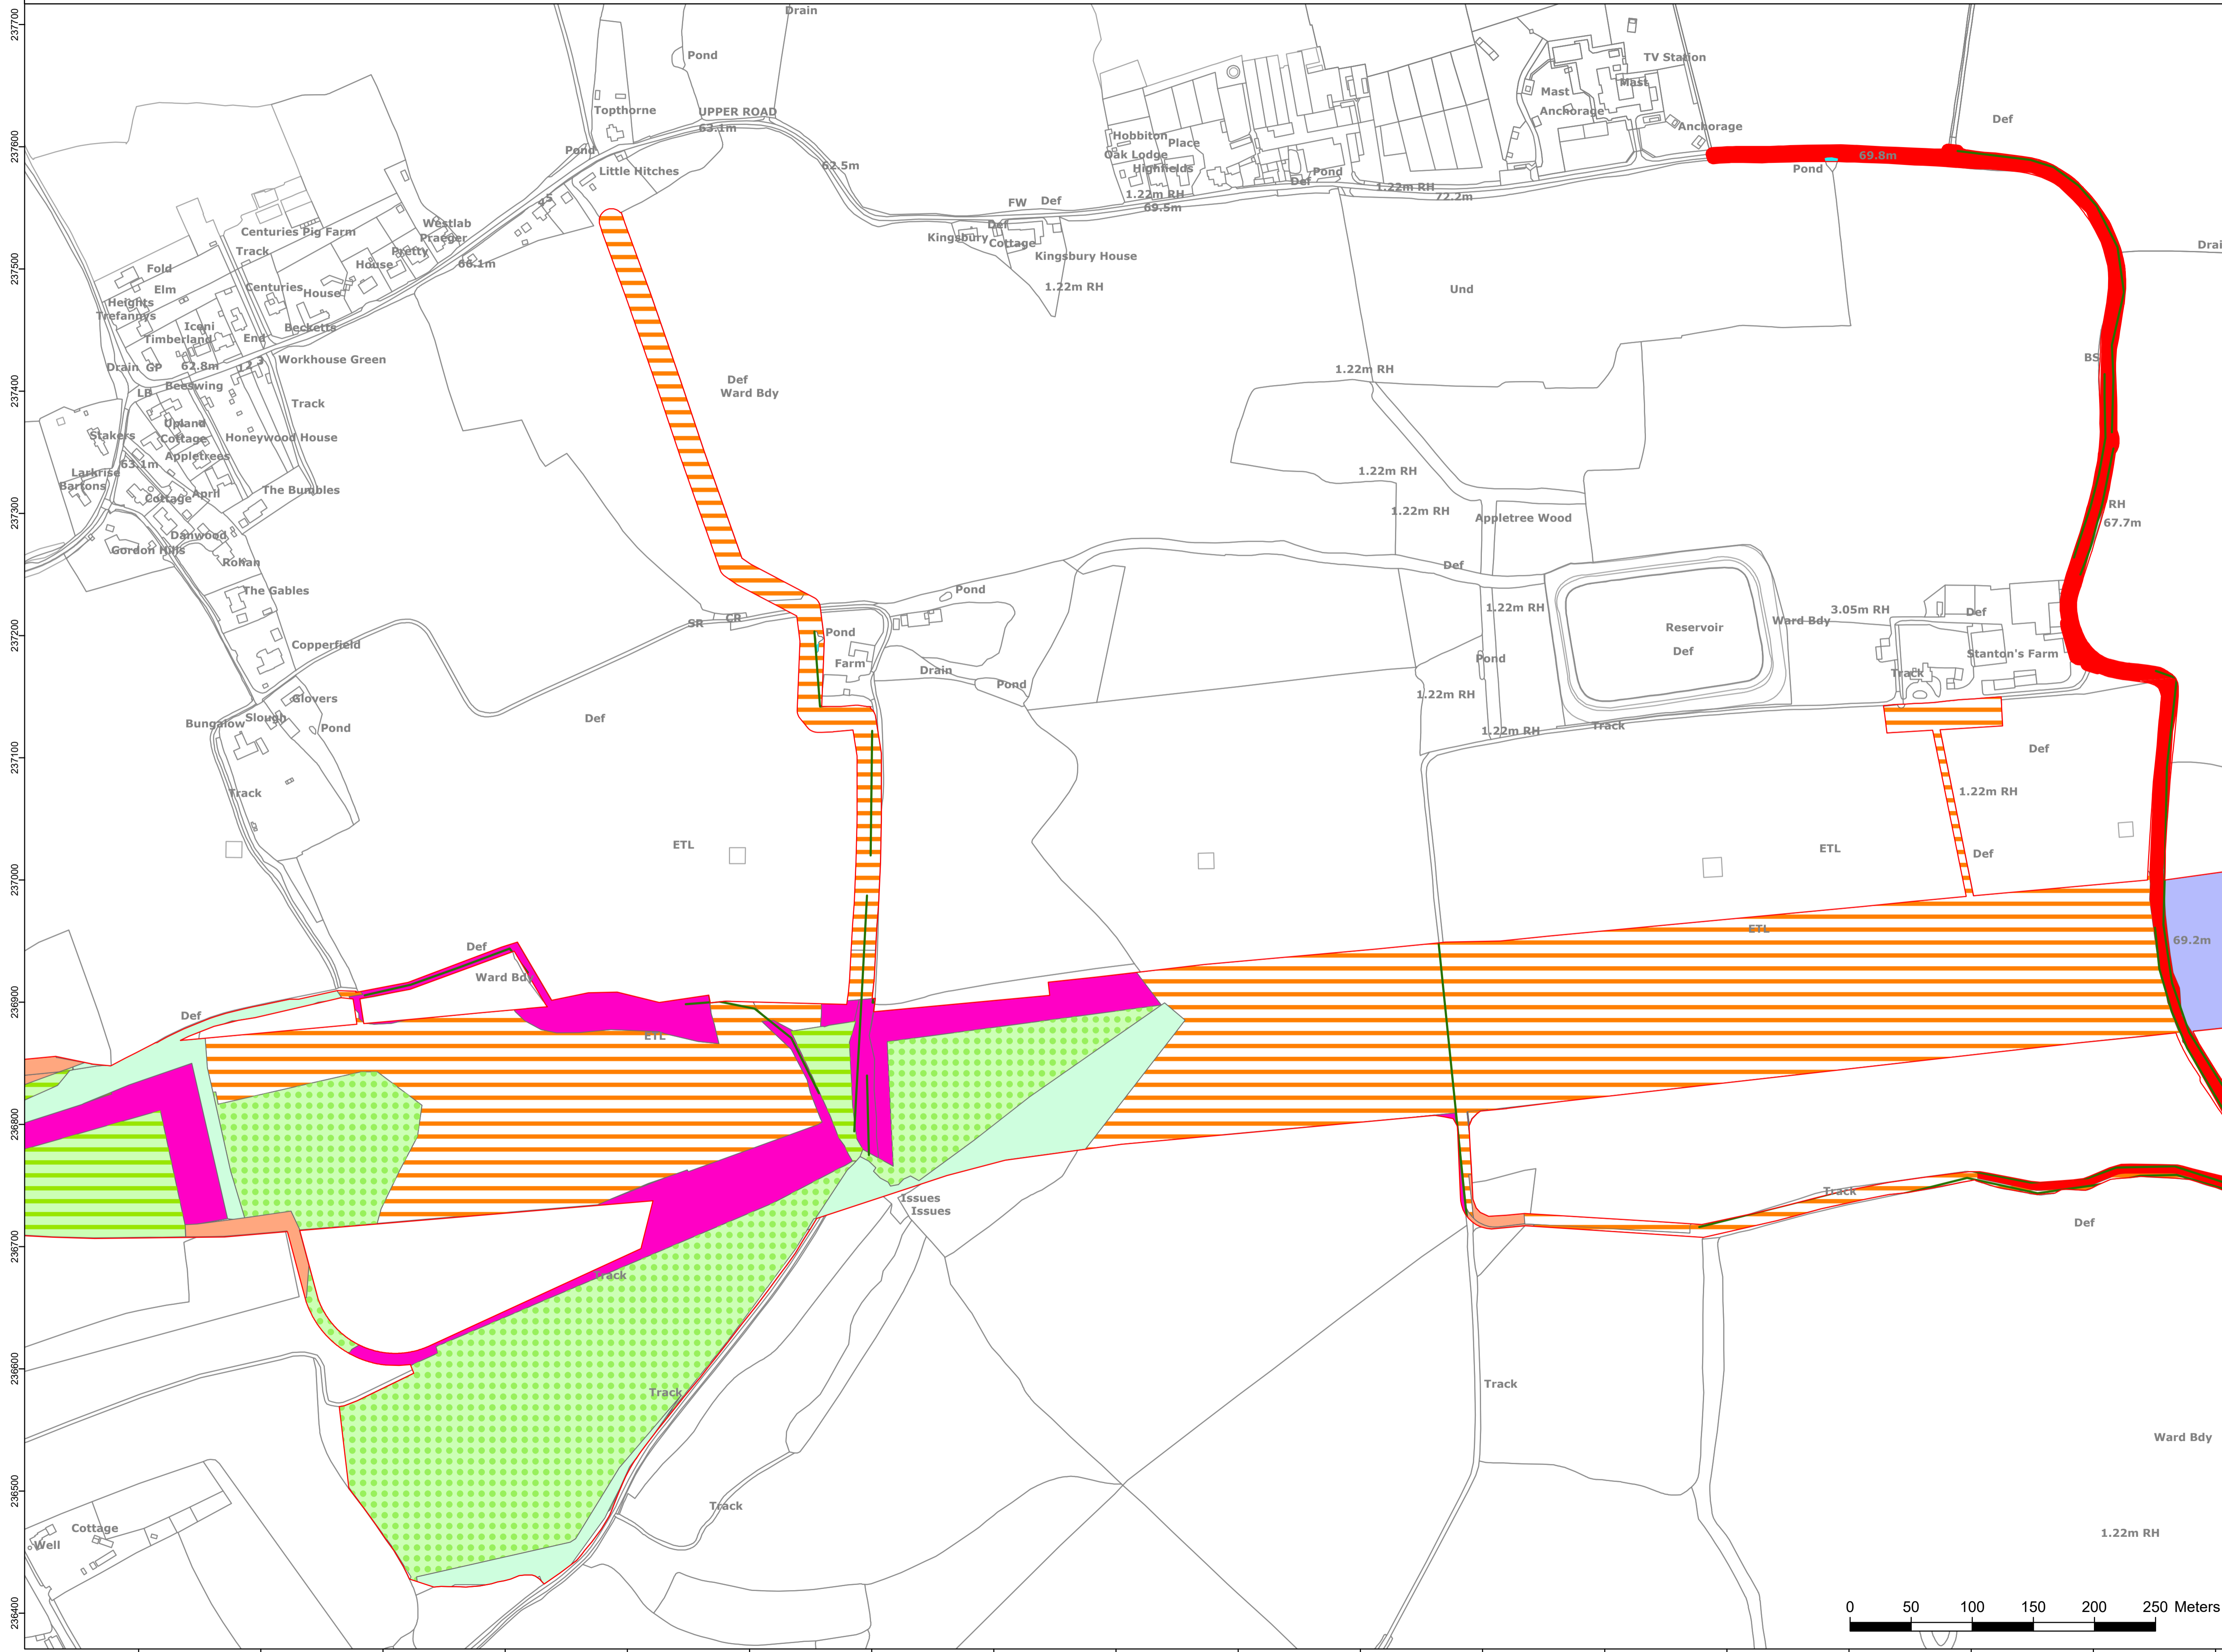 237700
237600
237500
237400
237300
237200
237100
237000
236900
236800
236700
236600
236500
236400
Drain
Pond
Topthorne
UPPER ROAD
63.1m
Pond
Little Hitches
62.5m
45
Westlab
Praeger
Centuries Pig Farm
Track
Pretty
House
66.1m
Fold
Elm
Centuries
House
Heights
Trefannys
Iceni
Becketts
Timberland
End
Drain GP
62.8m
1 2 3
Workhouse Green
LB
Beeswing
Track
Upland
Cottage
Stakers
Honeywood House
Appletrees
63.1m
Larkrise
Bartons
Cottage
April
The Bumbles
Danwood
Gordon Hills
Rohan
The Gables
Copperfield
Glovers
Slough
Bungalow
Pond
Track
Def
Ward Bdy
SR
CR
Pond
Farm
Pond
Drain
Pond
Def
ETL
Def
Ward Bdy
Def
ETL
Issues
Issues
Track
Track
Track
Cottage
Well
Hobbiton
Place
Oak Lodge
Highfields
1.22m RH
69.5m
FW
Def
Def
Kingsbury
Cottage
Kingsbury House
1.22m RH
Pond
Def
1.22m RH
72.2m
TV Station
Mast
Mast
Anchorage
Anchorage
Pond
69.8m
Def
Drai
Und
BS
1.22m RH
1.22m RH
1.22m RH
Appletree Wood
RH
67.7m
Def
1.22m RH
Reservoir
Def
Ward Bdy
3.05m RH
Def
Stanton's Farm
Track
Pond
1.22m RH
1.22m RH
Track
Def
1.22m RH
Def
ETL
ETL
69.2m
Track
Def
Track
Ward Bdy
1.22m RH
0 50 100 150 200 250 Meters